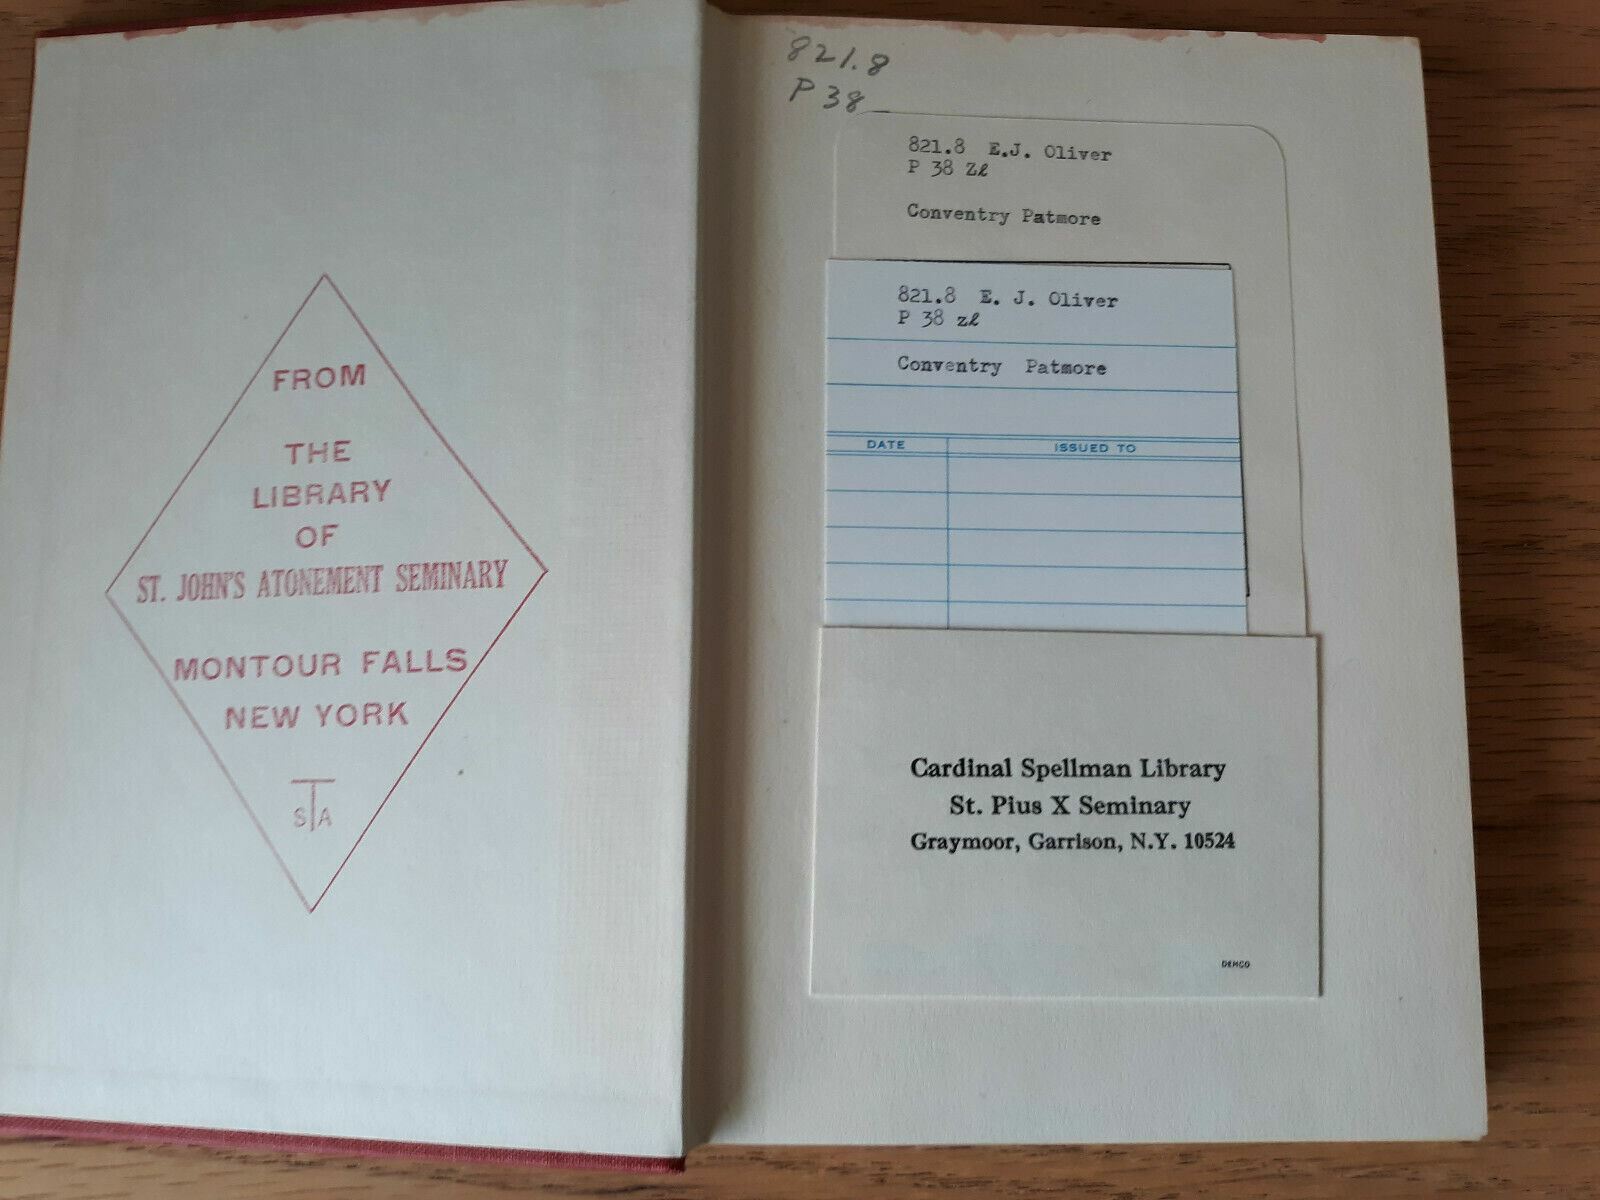 FROM
THE
LIBRARY
OF
ST. JOHN'S ATONEMENT SEMINARY
MONTOUR FALLS
NEW YORK
STA
821.8
P 38
821.8 E.J. Oliver
P 38 Zl
Conventry Patmore
821.8 E. J. Oliver
P 38 zl
Conventry Patmore
DATE ISSUED TO
Cardinal Spellman Library
St. Pius X Seminary
Graymoor, Garrison, N.Y. 10524
DEMCO